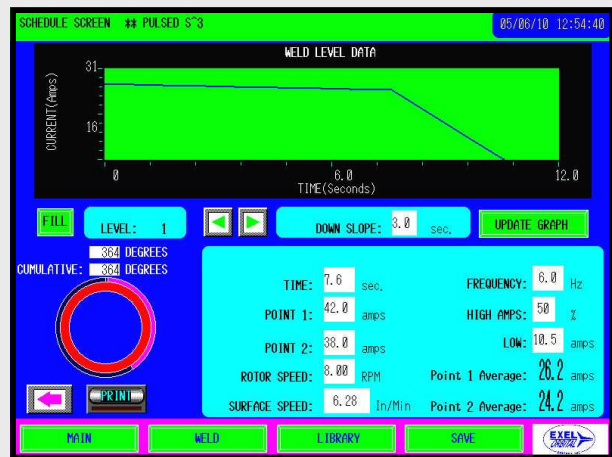 SCHEDULE SCREEN ** PULSED S^3
05/06/10 12:54:40
WELD LEVEL DATA
CURRENT(Amps)
31
16
0 6.0 12.0
TIME(Seconds)
FILL
LEVEL: 1
DOWN SLOPE: 3.0 sec.
UPDATE GRAPH
364 DEGREES
CUMULATIVE: 364 DEGREES
TIME: 7.6 sec.
POINT 1: 42.0 amps
POINT 2: 38.0 amps
ROTOR SPEED: 8.00 RPM
SURFACE SPEED: 6.28 In/Min
FREQUENCY: 6.0 Hz
HIGH AMPS: 50 %
LOW: 10.5 amps
Point 1 Average: 26.2 amps
Point 2 Average: 24.2 amps
PRINT
MAIN
WELD
LIBRARY
SAVE
EXEL
ORBITAL